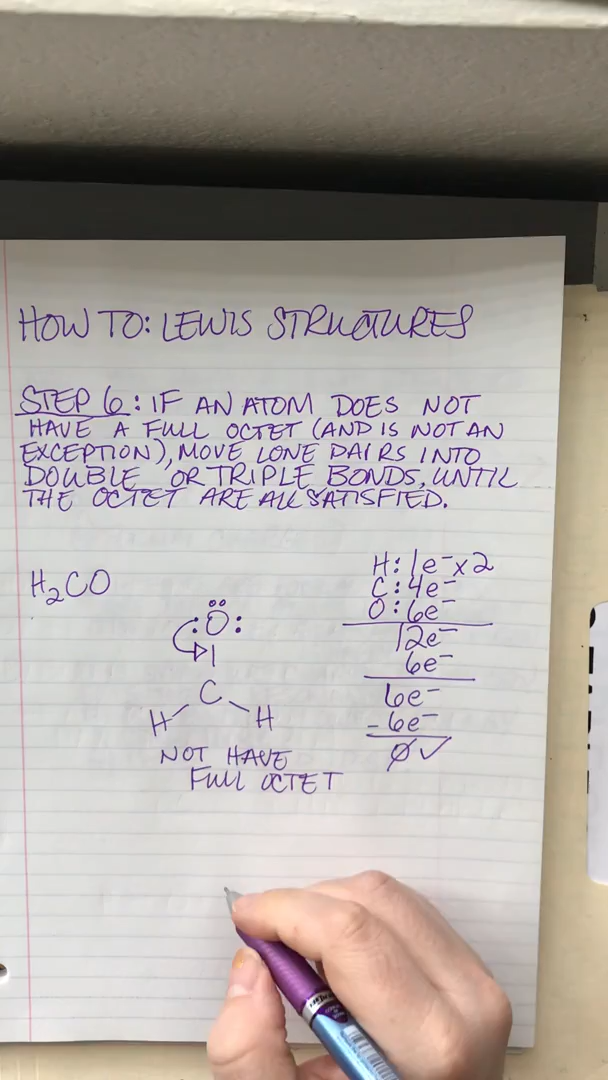 HOW TO: LEWIS STRUCTURES
STEP 6: IF AN ATOM DOES NOT
HAVE A FULL OCTET (AND IS NOT AN
EXCEPTION), MOVE LONE PAIRS INTO
DOUBLE OR TRIPLE BONDS, UNTIL
THE OCTET ARE ALL SATISFIED.
H₂CO
:Ö:
C
H H
NOT HAVE
FULL OCTET
H: 1e⁻x2
C: 4e⁻
O: 6e⁻
12e⁻
6e⁻
6e⁻
-6e⁻
0✓